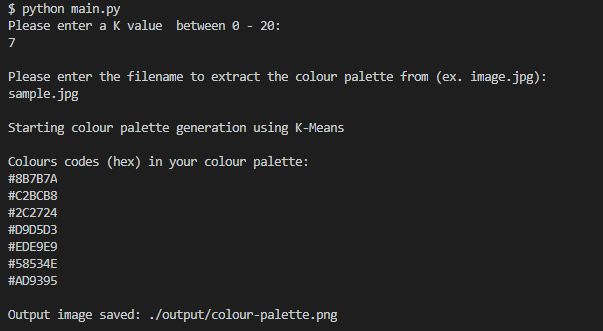 $ python main.py
Please enter a K value  between 0 - 20:
7
Please enter the filename to extract the colour palette from (ex. image.jpg):
sample.jpg
Starting colour palette generation using K-Means
Colours codes (hex) in your colour palette:
#8B7B7A
#C2BCB8
#2C2724
#D9D5D3
#EDE9E9
#58534E
#AD9395
Output image saved: ./output/colour-palette.png